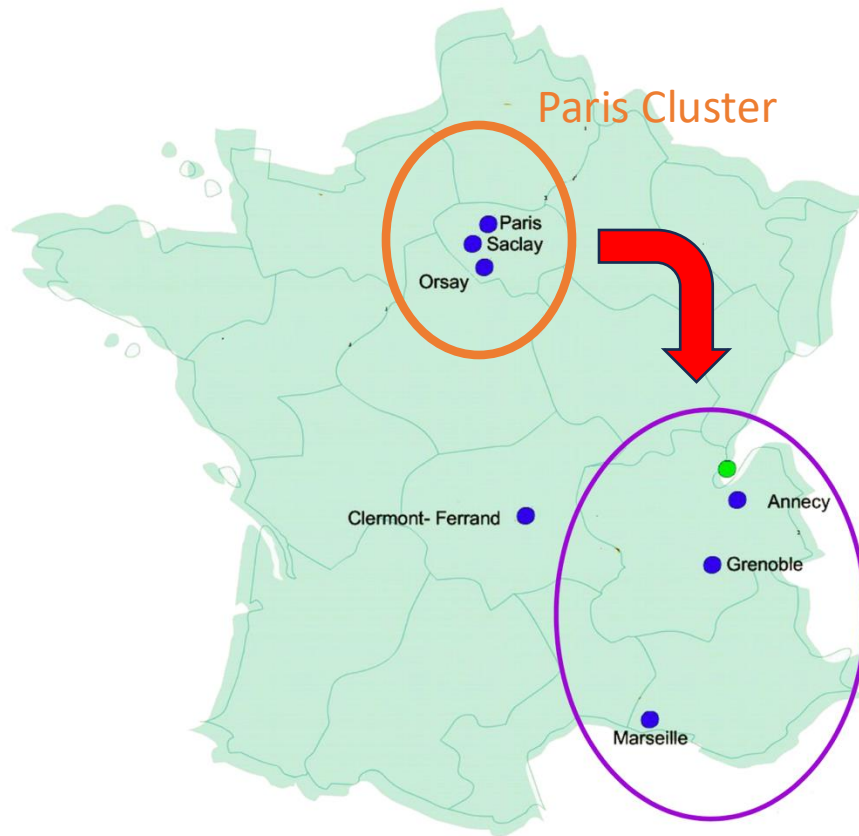 Paris Cluster
Paris
Saclay
Orsay
Annecy
Clermont- Ferrand
Grenoble
Marseille